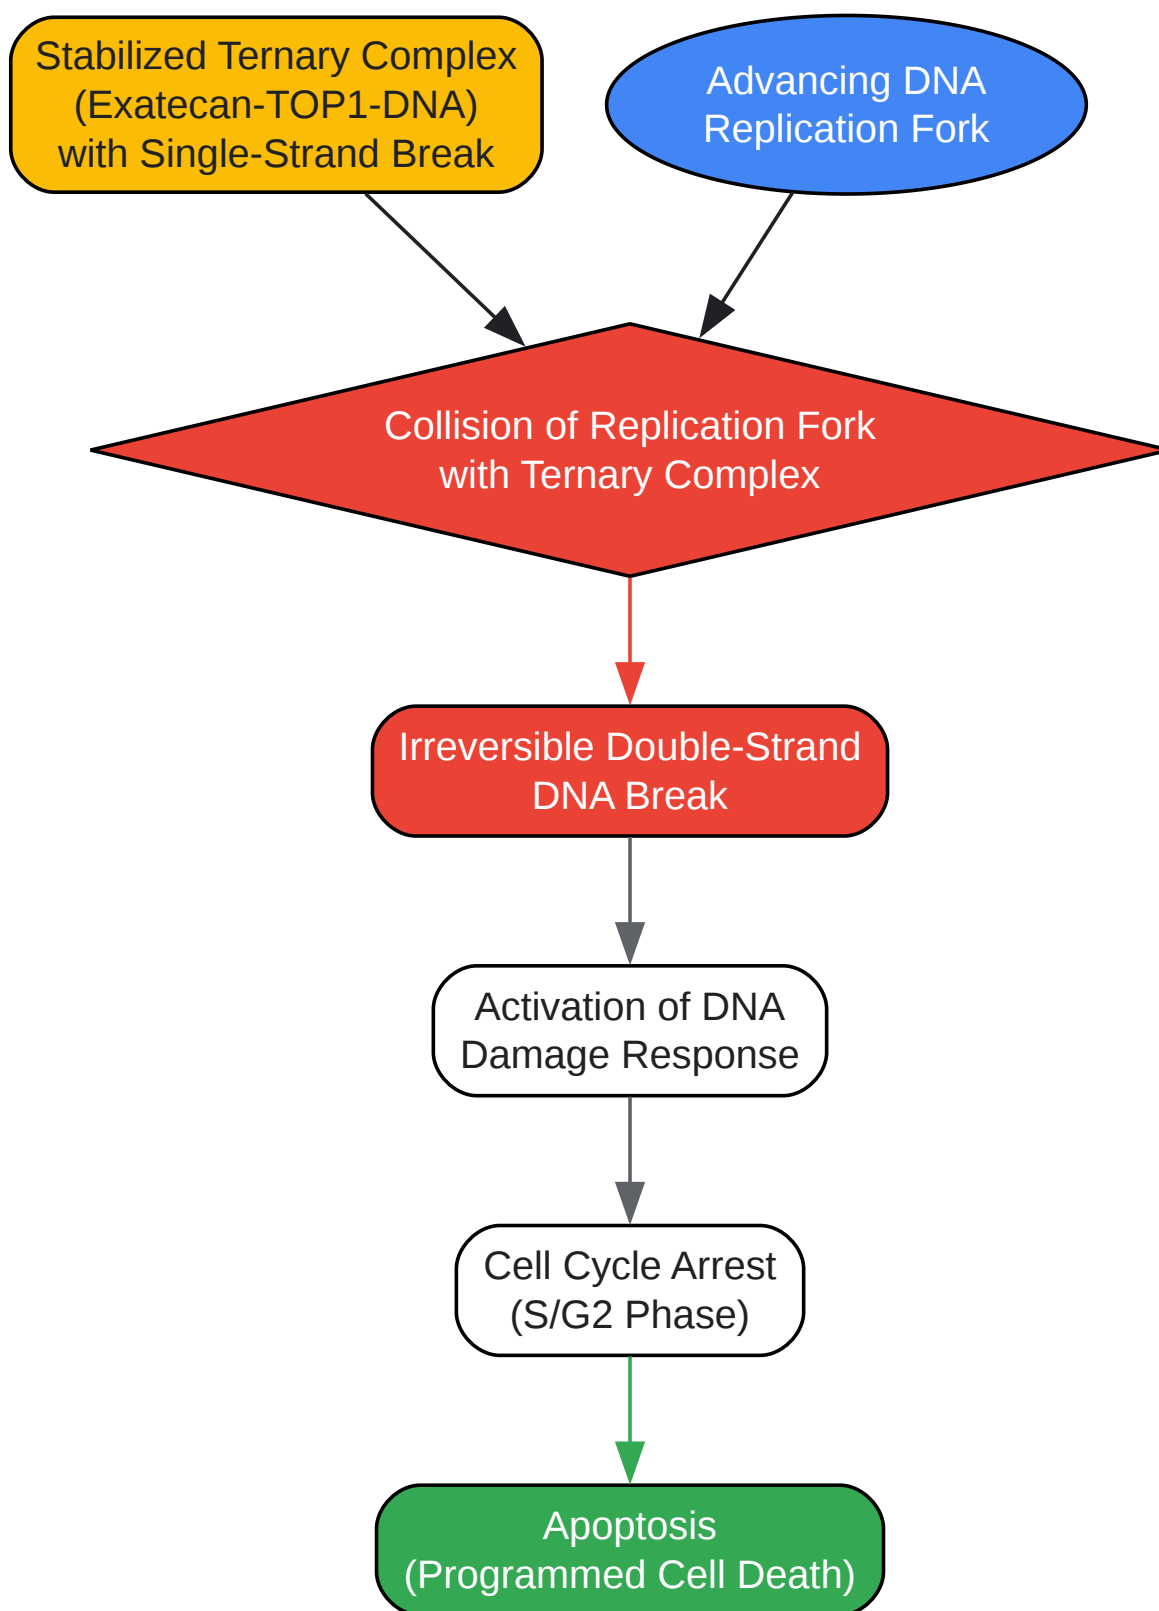 Stabilized Ternary Complex
(Exatecan-TOP1-DNA)
with Single-Strand Break
Advancing DNA
Replication Fork
Collision of Replication Fork
with Ternary Complex
Irreversible Double-Strand
DNA Break
Activation of DNA
Damage Response
Cell Cycle Arrest
(S/G2 Phase)
Apoptosis
(Programmed Cell Death)